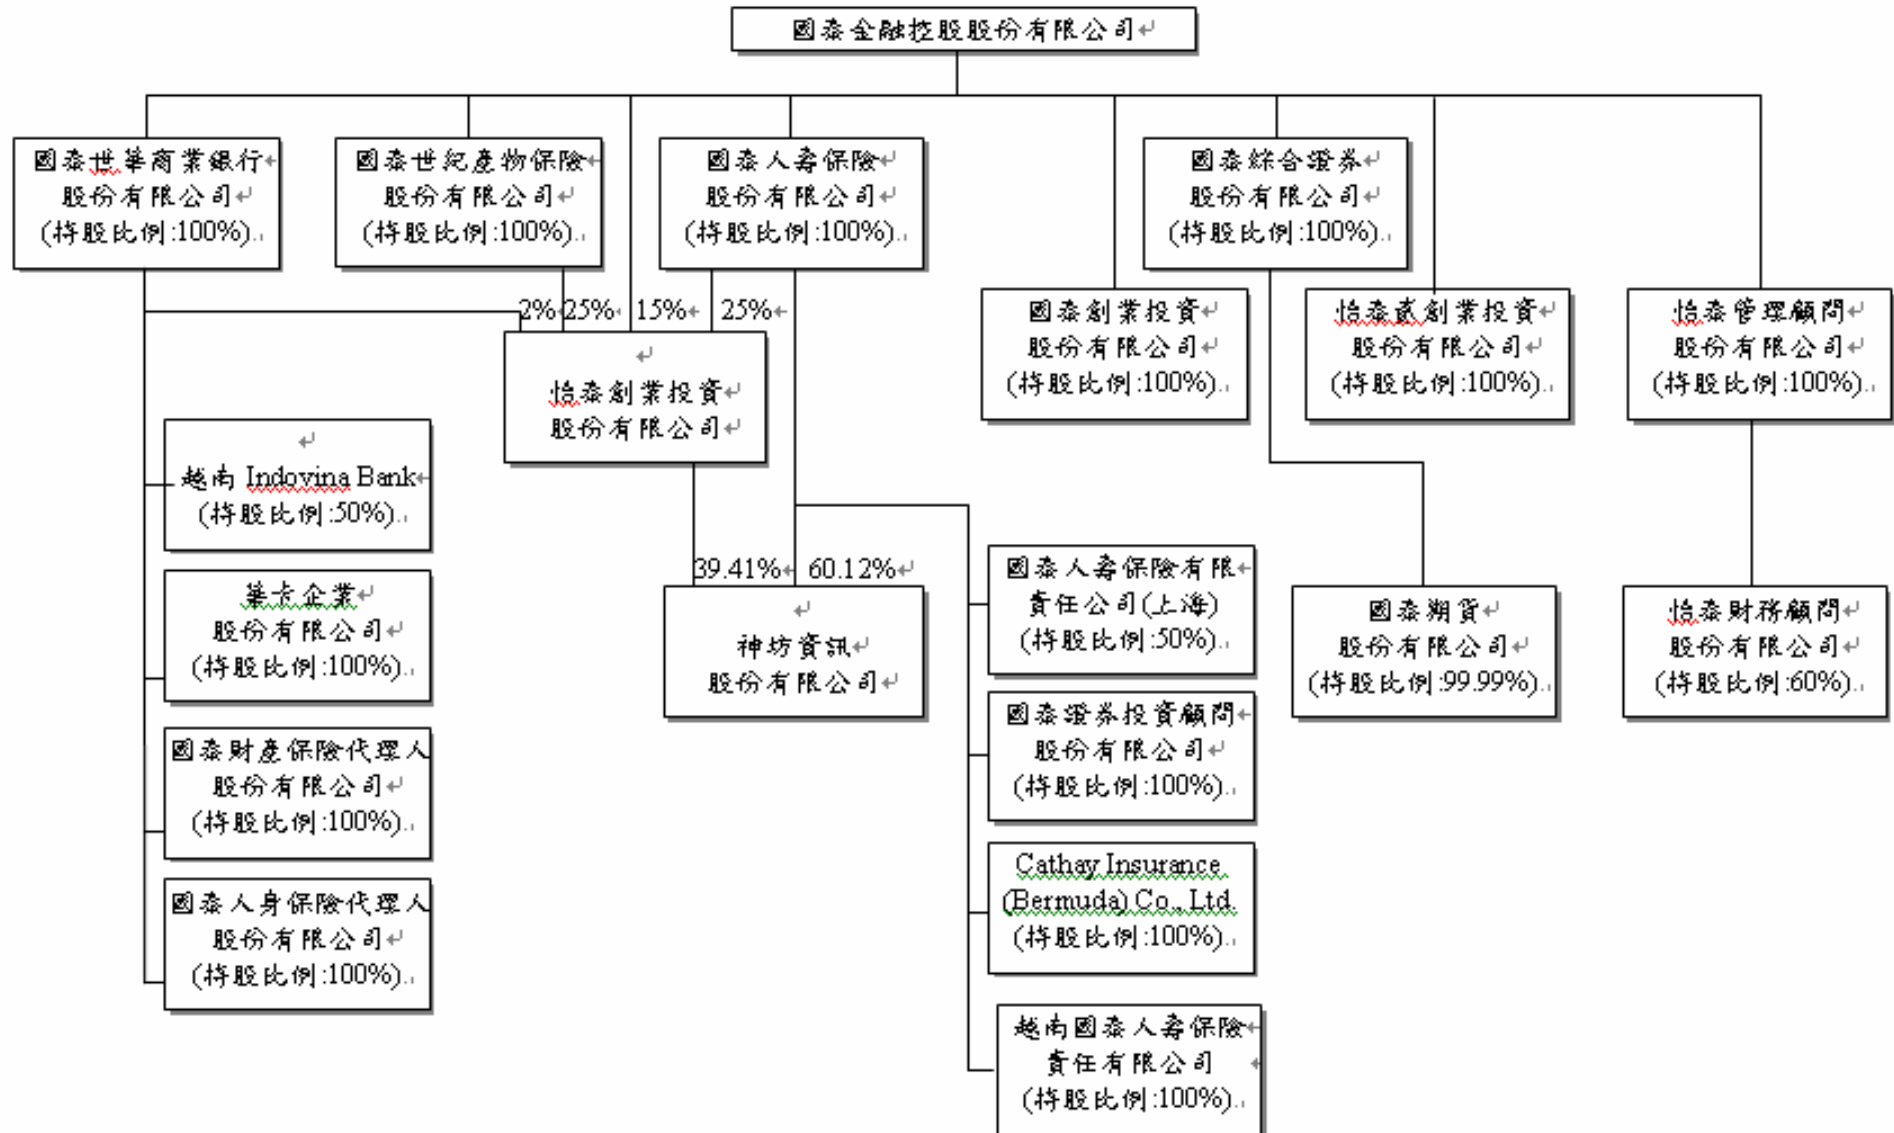 國泰金融控股股份有限公司
國泰世華商業銀行
股份有限公司
(持股比例:100%)
國泰世紀產物保險
股份有限公司
(持股比例:100%)
國泰人壽保險
股份有限公司
(持股比例:100%)
國泰綜合證券
股份有限公司
(持股比例:100%)
2%
25%
15%
25%
國泰創業投資
股份有限公司
(持股比例:100%)
怡泰貳創業投資
股份有限公司
(持股比例:100%)
怡泰管理顧問
股份有限公司
(持股比例:100%)
怡泰創業投資
股份有限公司
越南 Indovina Bank
(持股比例:50%)
華卡企業
股份有限公司
(持股比例:100%)
國泰財產保險代理人
股份有限公司
(持股比例:100%)
國泰人身保險代理人
股份有限公司
(持股比例:100%)
39.41%
60.12%
神坊資訊
股份有限公司
國泰人壽保險有限
責任公司(上海)
(持股比例:50%)
國泰證券投資顧問
股份有限公司
(持股比例:100%)
Cathay Insurance
(Bermuda) Co., Ltd.
(持股比例:100%)
越南國泰人壽保險
責任有限公司
(持股比例:100%)
國泰期貨
股份有限公司
(持股比例:99.99%)
怡泰財務顧問
股份有限公司
(持股比例:60%)